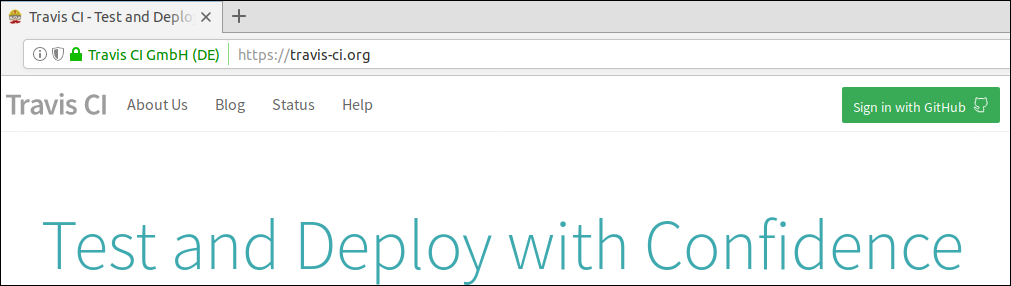 Travis CI - Test and Deplo
Travis CI GmbH (DE) https://travis-ci.org
Travis CI About Us Blog Status Help Sign in with GitHub
Test and Deploy with Confidence